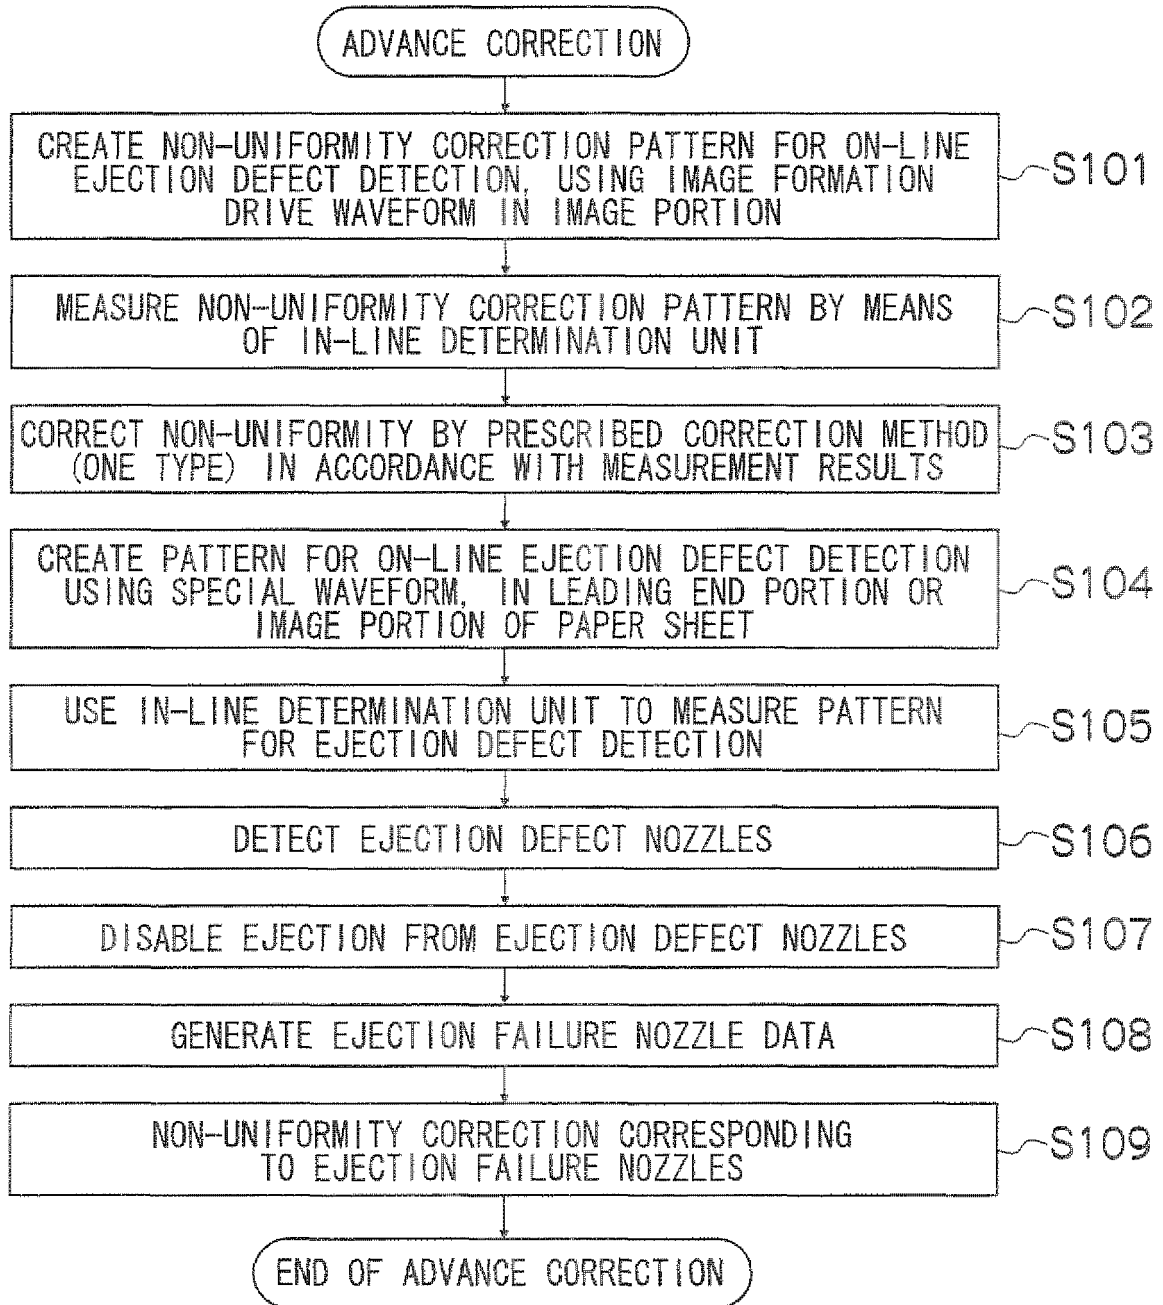 ADVANCE CORRECTION
CREATE NON-UNIFORMITY CORRECTION PATTERN FOR ON-LINE
EJECTION DEFECT DETECTION, USING IMAGE FORMATION
DRIVE WAVEFORM IN IMAGE PORTION
S101
MEASURE NON-UNIFORMITY CORRECTION PATTERN BY MEANS
OF IN-LINE DETERMINATION UNIT
S102
CORRECT NON-UNIFORMITY BY PRESCRIBED CORRECTION METHOD
(ONE TYPE) IN ACCORDANCE WITH MEASUREMENT RESULTS
S103
CREATE PATTERN FOR ON-LINE EJECTION DEFECT DETECTION
USING SPECIAL WAVEFORM, IN LEADING END PORTION OR
IMAGE PORTION OF PAPER SHEET
S104
USE IN-LINE DETERMINATION UNIT TO MEASURE PATTERN
FOR EJECTION DEFECT DETECTION
S105
DETECT EJECTION DEFECT NOZZLES
S106
DISABLE EJECTION FROM EJECTION DEFECT NOZZLES
S107
GENERATE EJECTION FAILURE NOZZLE DATA
S108
NON-UNIFORMITY CORRECTION CORRESPONDING
TO EJECTION FAILURE NOZZLES
S109
END OF ADVANCE CORRECTION